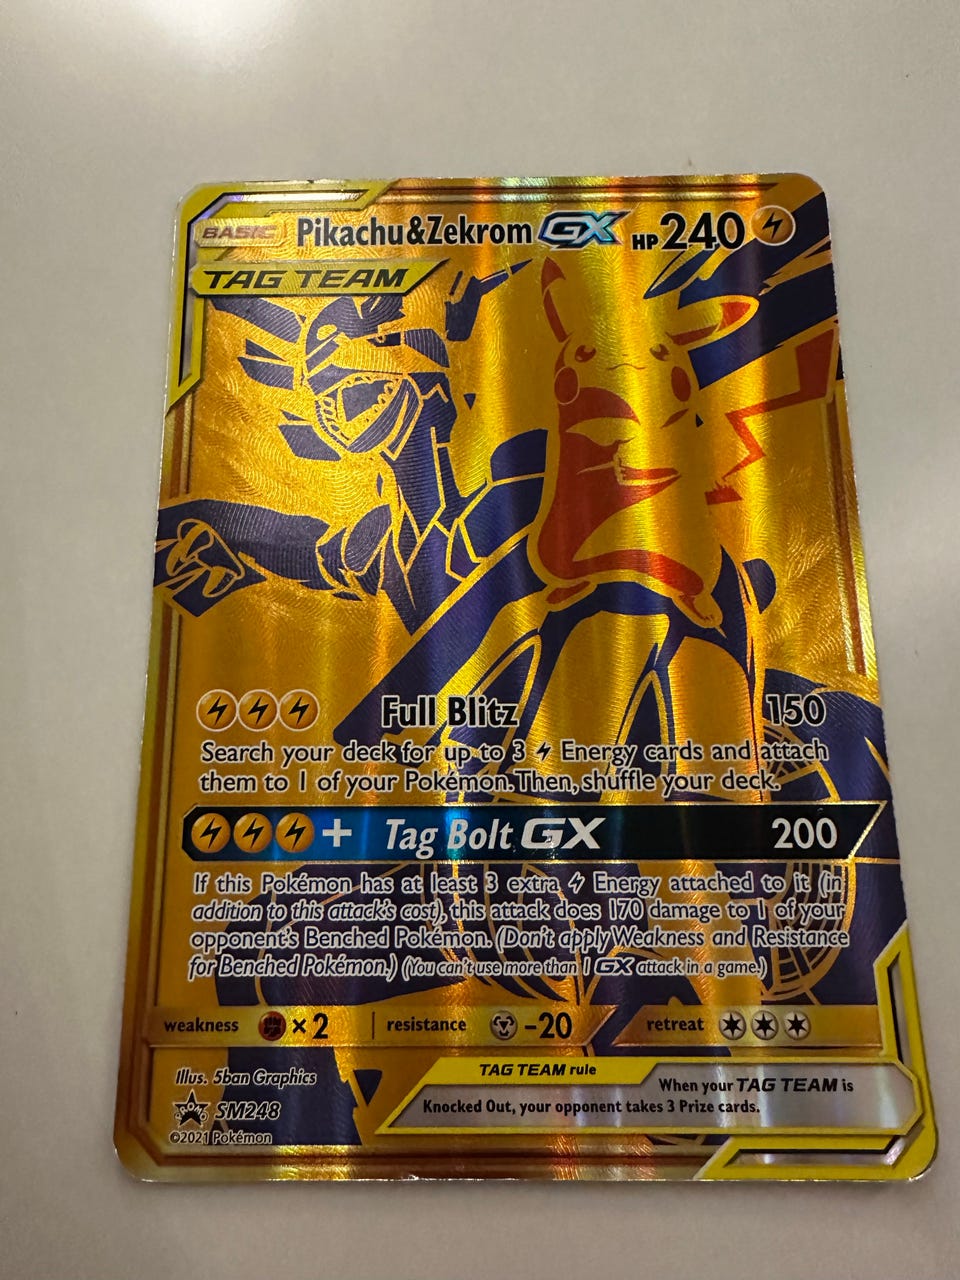 BASIC Pikachu&Zekrom GX HP 240
TAG TEAM
Full Blitz 150
Search your deck for up to 3 Energy cards and attach
them to 1 of your Pokémon. Then, shuffle your deck.
+ Tag Bolt GX 200
If this Pokémon has at least 3 extra Energy attached to it (in
addition to this attack's cost), this attack does 170 damage to 1 of your
opponent's Benched Pokémon. (Don't apply Weakness and Resistance
for Benched Pokémon.) (You can't use more than 1 GX attack in a game.)
weakness ×2 resistance -20 retreat
Illus. 5ban Graphics
TAG TEAM rule
When your TAG TEAM is
Knocked Out, your opponent takes 3 Prize cards.
PROMO SM248
©2021 Pokémon